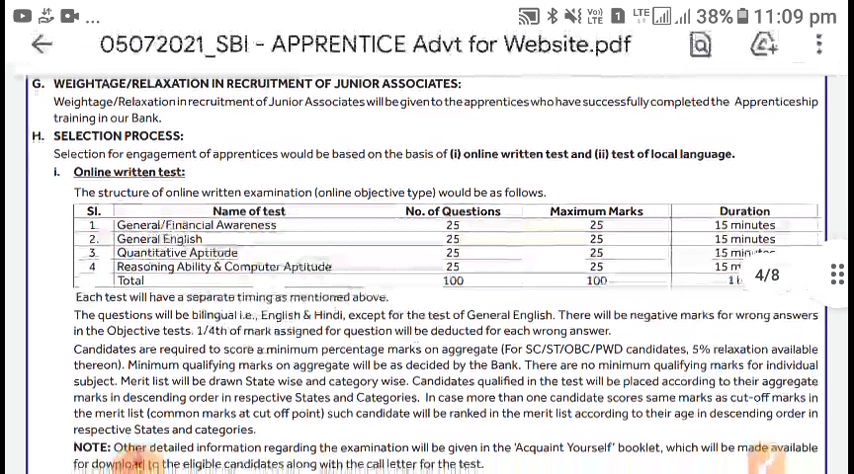 ... Vo) LTE 1 LTE 38% 11:09 pm
05072021_SBI - APPRENTICE Advt for Website.pdf
G. WEIGHTAGE/RELAXATION IN RECRUITMENT OF JUNIOR ASSOCIATES:
Weightage/Relaxation in recruitment of Junior Associates will be given to the apprentices who have successfully completed the Apprenticeship
training in our Bank.
H. SELECTION PROCESS:
Selection for engagement of apprentices would be based on the basis of (i) online written test and (ii) test of local language.
i. Online written test:
The structure of online written examination (online objective type) would be as follows.
Sl. Name of test No. of Questions Maximum Marks Duration
1. General/Financial Awareness 25 25 15 minutes
2. General English 25 25 15 minutes
3. Quantitative Aptitude 25 25 15
4 Reasoning Ability & Computer Aptitude 25 25 15
Total 100 100
4/8
Each test will have a separate timing as mentioned above.
The questions will be bilingual i.e., English & Hindi, except for the test of General English. There will be negative marks for wrong answers
in the Objective tests. 1/4th of mark assigned for question will be deducted for each wrong answer.
Candidates are required to score a minimum percentage marks on aggregate (For SC/ST/OBC/PWD candidates, 5% relaxation available
thereon). Minimum qualifying marks on aggregate will be as decided by the Bank. There are no minimum qualifying marks for individual
subject. Merit list will be drawn State wise and category wise. Candidates qualified in the test will be placed according to their aggregate
marks in descending order in respective States and Categories. In case more than one candidate scores same marks as cut-off marks in
the merit list (common marks at cut off point) such candidate will be ranked in the merit list according to their age in descending order in
respective States and categories.
NOTE: Other detailed information regarding the examination will be given in the 'Acquaint Yourself' booklet, which will be made available
for download to the eligible candidates along with the call letter for the test.